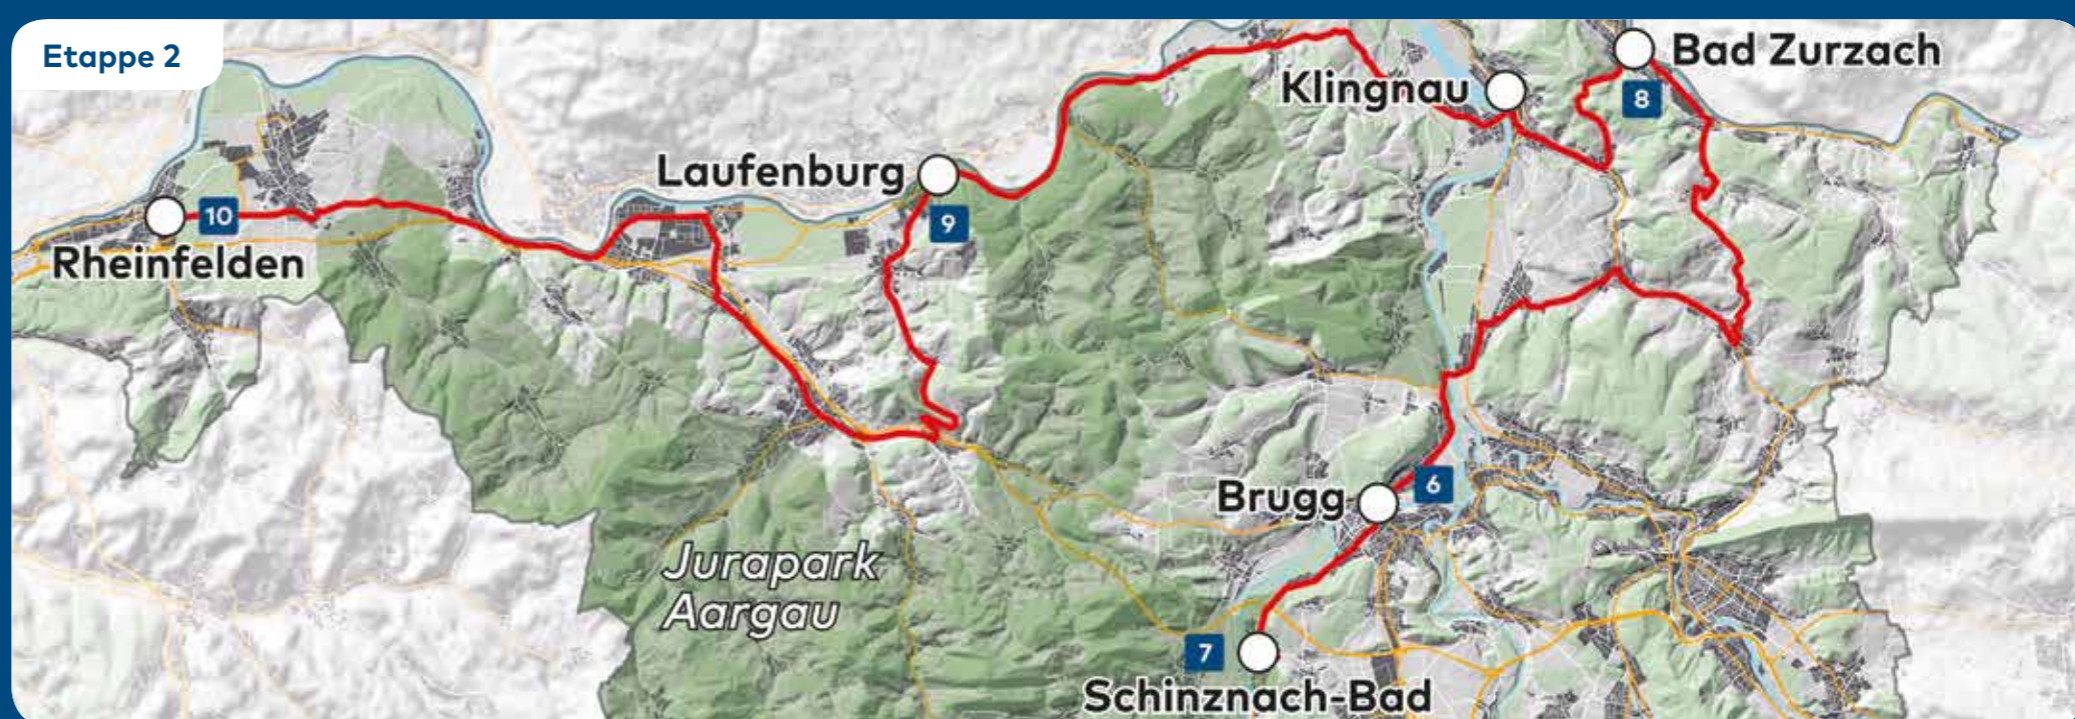 Etappe 2
Bad Zurzach
8
Klingnau
Laufenburg
9
10
Rheinfelden
6
Brugg
Jurapark
Aargau
7
Schinznach-Bad